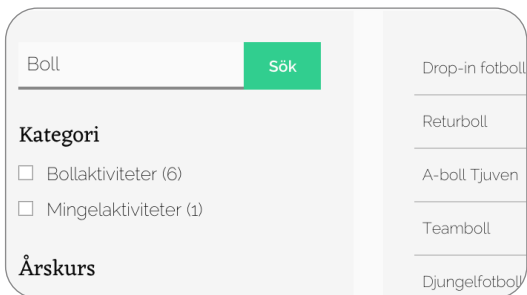 Boll
Sök
Kategori
Bollaktiviteter (6)
Mingelaktiviteter (1)
Årskurs
Drop-in fotboll
Returboll
A-boll Tjuven
Teamboll
Djungelfotboll